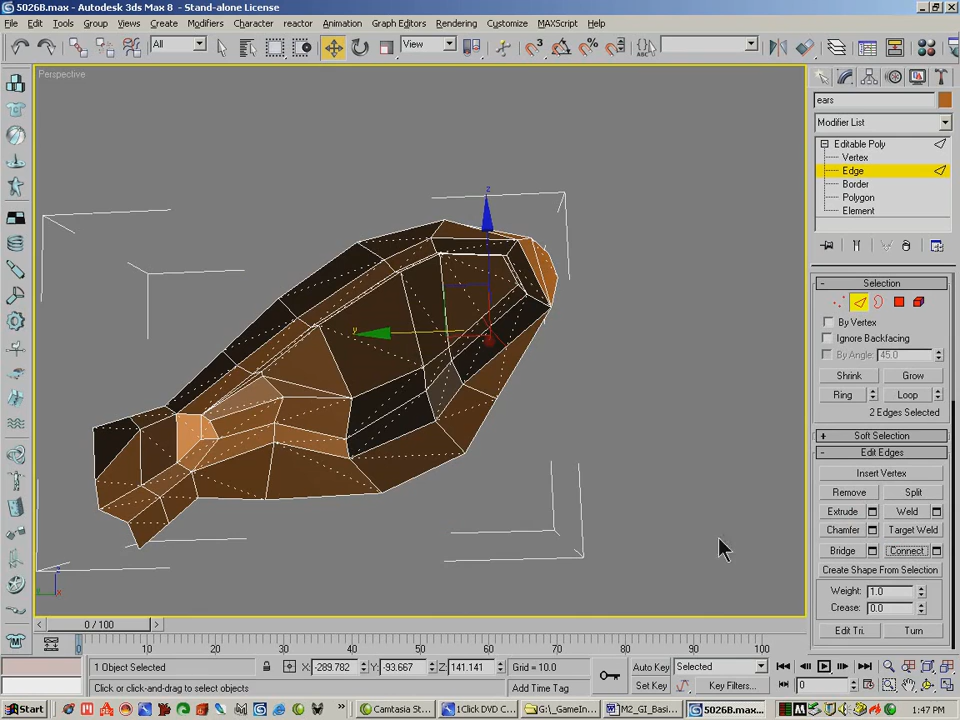 5026B.max - Autodesk 3ds Max 8 - Stand-alone License
File Edit Tools Group Views Create Modifiers Character reactor Animation Graph Editors Rendering Customize MAXScript Help
All View
Perspective
z
y
ears
Modifier List
Editable Poly
Vertex
Edge
Border
Polygon
Element
- Selection
By Vertex
Ignore Backfacing
By Angle: 45.0
Shrink Grow
Ring Loop
2 Edges Selected
+ Soft Selection
- Edit Edges
Insert Vertex
Remove Split
Extrude Weld
Chamfer Target Weld
Bridge Connect
Create Shape From Selection
Weight: 1.0
Crease: 0.0
Edit Tri. Turn
z
x
< 0 / 100 >
0 10 20 30 40 50 60 70 80 90 100
1 Object Selected X: -289.782 Y: -93.667 Z: 141.141 Grid = 10.0 Auto Key Selected
Click or click-and-drag to select objects Add Time Tag Set Key Key Filters... 0
Start Camtasia St... 1Click DVD C... G:\_GameIn... M2_GI_Basi... 5026B.max... 1:47 PM